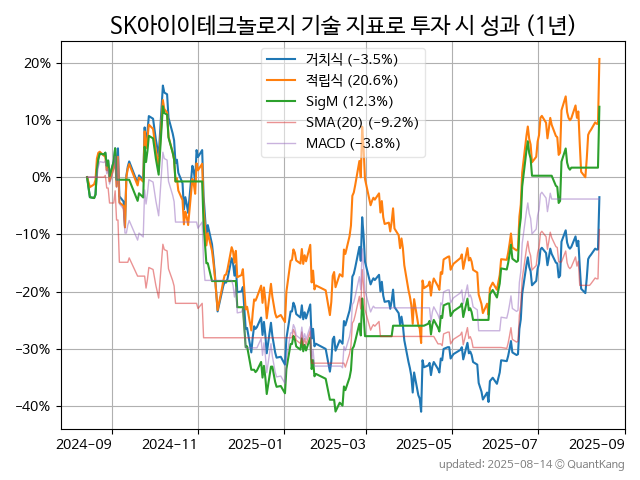 SK아이이테크놀로지 기술 지표로 투자 시 성과 (1년)
거치식 (−3.5%)
적립식 (20.6%)
SigM (12.3%)
SMA(20) (−9.2%)
MACD (−3.8%)
20%
10%
0%
−10%
−20%
−30%
−40%
2024-09 2024-11 2025-01 2025-03 2025-05 2025-07 2025-09
updated: 2025-08-14 © QuantKang